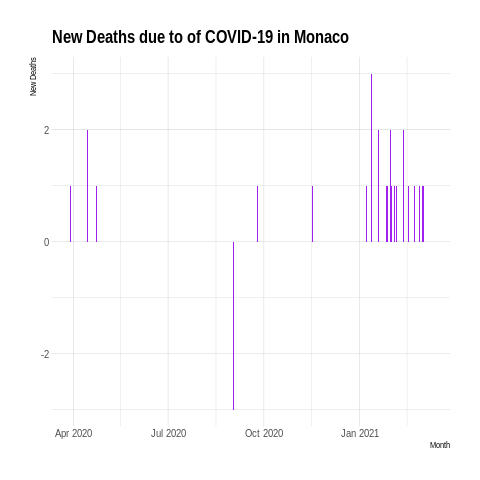 New Deaths due to of COVID-19 in Monaco
New Deaths
2
0
-2
Apr 2020
Jul 2020
Oct 2020
Jan 2021
Month